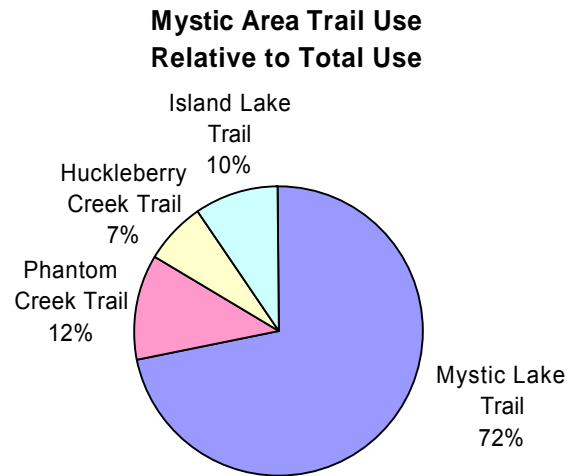 Mystic Area Trail Use
Relative to Total Use
Island Lake
Trail
10%
Huckleberry
Creek Trail
7%
Phantom
Creek Trail
12%
Mystic Lake
Trail
72%